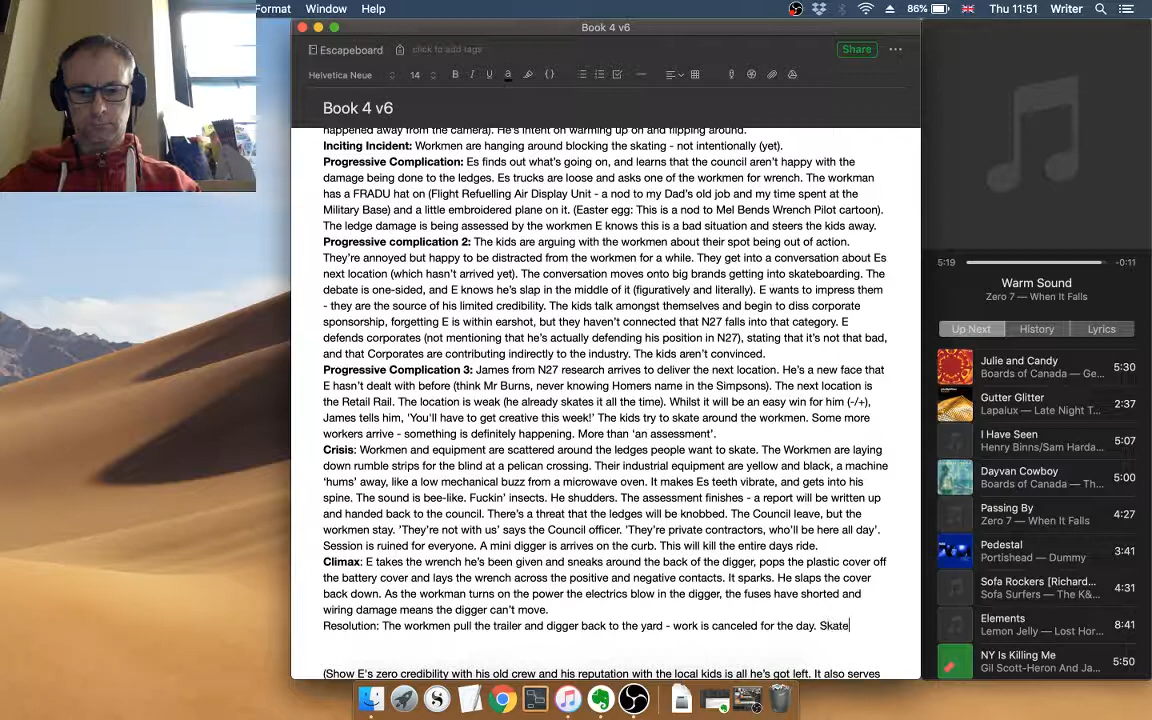 Format Window Help
86% Thu 11:51 Writer
Book 4 v6
Escapeboard click to add tags Share
Helvetica Neue 14 B I U a
Book 4 v6
happened away from the camera). He's intent on warming up on and flipping around.
Inciting Incident: Workmen are hanging around blocking the skating - not intentionally (yet).
Progressive Complication: Es finds out what's going on, and learns that the council aren't happy with the
damage being done to the ledges. Es trucks are loose and asks one of the workmen for wrench. The workman
has a FRADU hat on (Flight Refuelling Air Display Unit - a nod to my Dad's old job and my time spent at the
Military Base) and a little embroidered plane on it. (Easter egg: This is a nod to Mel Bends Wrench Pilot cartoon).
The ledge damage is being assessed by the workmen E knows this is a bad situation and steers the kids away.
Progressive complication 2: The kids are arguing with the workmen about their spot being out of action.
They're annoyed but happy to be distracted from the workmen for a while. They get into a conversation about Es
next location (which hasn't arrived yet). The conversation moves onto big brands getting into skateboarding. The
debate is one-sided, and E knows he's slap in the middle of it (figuratively and literally). E wants to impress them
- they are the source of his limited credibility. The kids talk amongst themselves and begin to diss corporate
sponsorship, forgetting E is within earshot, but they haven't connected that N27 falls into that category. E
defends corporates (not mentioning that he's actually defending his position in N27), stating that it's not that bad,
and that Corporates are contributing indirectly to the industry. The kids aren't convinced.
Progressive Complication 3: James from N27 research arrives to deliver the next location. He's a new face that
E hasn't dealt with before (think Mr Burns, never knowing Homers name in the Simpsons). The next location is
the Retail Rail. The location is weak (he already skates it all the time). Whilst it will be an easy win for him (-/+),
James tells him, 'You'll have to get creative this week!' The kids try to skate around the workmen. Some more
workers arrive - something is definitely happening. More than 'an assessment'.
Crisis: Workmen and equipment are scattered around the ledges people want to skate. The Workmen are laying
down rumble strips for the blind at a pelican crossing. Their industrial equipment are yellow and black, a machine
'hums' away, like a low mechanical buzz from a microwave oven. It makes Es teeth vibrate, and gets into his
spine. The sound is bee-like. Fuckin' insects. He shudders. The assessment finishes - a report will be written up
and handed back to the council. There's a threat that the ledges will be knobbed. The Council leave, but the
workmen stay. 'They're not with us' says the Council officer. 'They're private contractors, who'll be here all day'.
Session is ruined for everyone. A mini digger is arrives on the curb. This will kill the entire days ride.
Climax: E takes the wrench he's been given and sneaks around the back of the digger, pops the plastic cover off
the battery cover and lays the wrench across the positive and negative contacts. It sparks. He slaps the cover
back down. As the workman turns on the power the electrics blow in the digger, the fuses have shorted and
wiring damage means the digger can't move.
Resolution: The workmen pull the trailer and digger back to the yard - work is canceled for the day. Skate
(Show E's zero credibility with his old crew and his reputation with the local kids is all he's got left. It also serves
5:19 -0:11
Warm Sound
Zero 7 — When It Falls
Up Next History Lyrics
Julie and Candy
Boards of Canada — Ge... 5:30
Gutter Glitter
Lapalux — Late Night T... 2:37
I Have Seen
Henry Binns/Sam Harda... 5:07
Dayvan Cowboy
Boards of Canada — Th... 5:00
Passing By
Zero 7 — When It Falls 4:27
Pedestal
Portishead — Dummy 3:41
Sofa Rockers [Richard...
Sofa Surfers — The K&... 4:31
Elements
Lemon Jelly — Lost Hor... 8:41
NY Is Killing Me
Gil Scott-Heron And Ja... 5:50